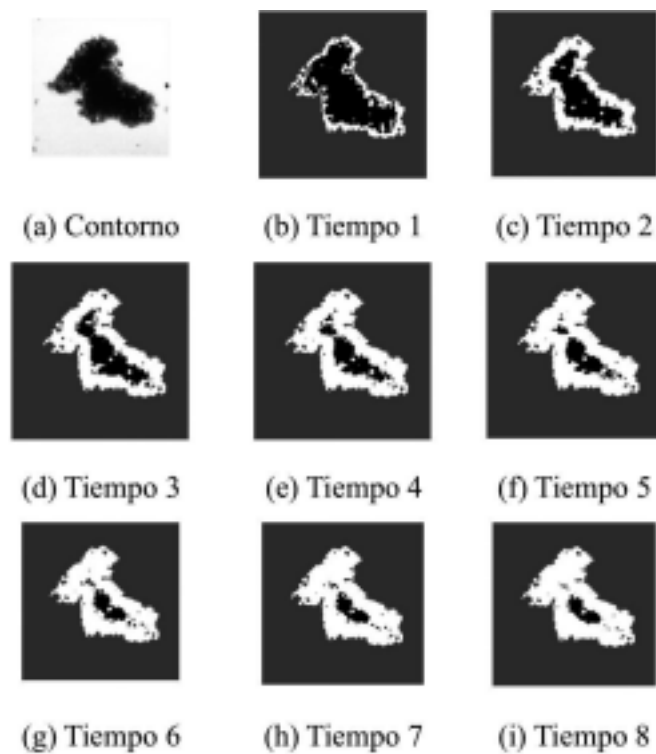 (a) Contorno (b) Tiempo 1 (c) Tiempo 2
(d) Tiempo 3 (e) Tiempo 4 (f) Tiempo 5
(g) Tiempo 6 (h) Tiempo 7 (i) Tiempo 8